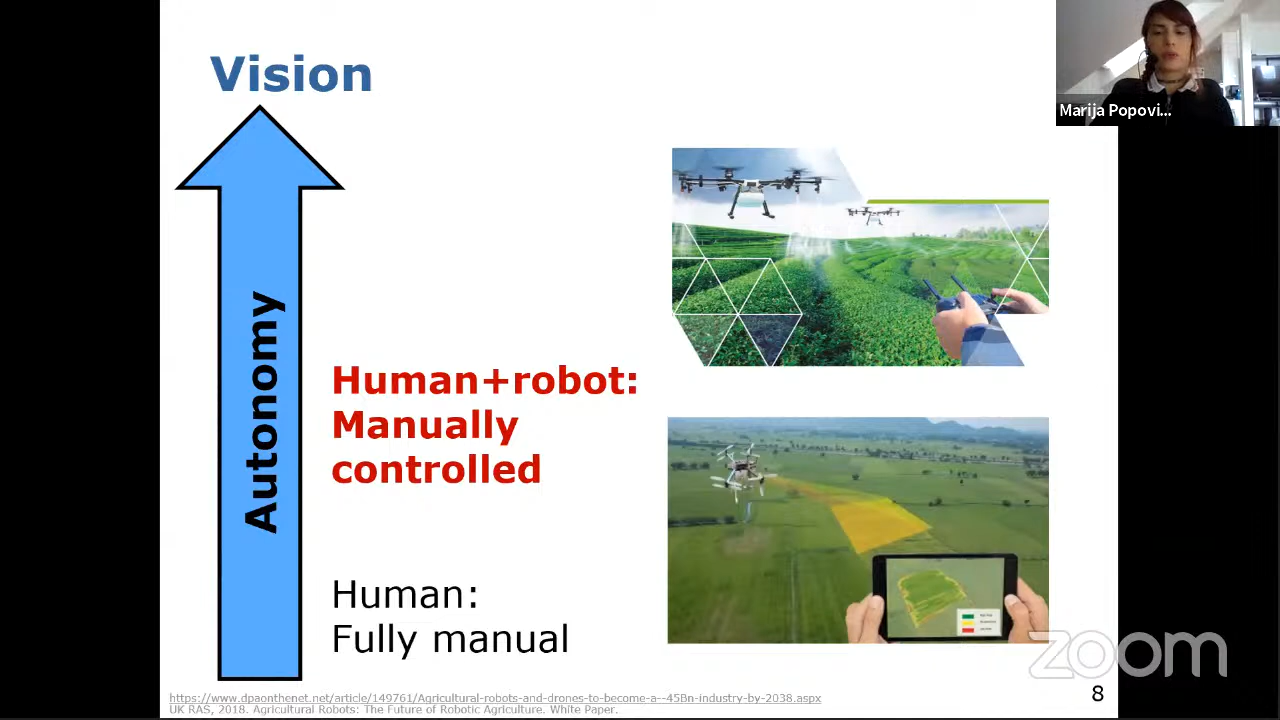 Vision
Marija Popovi...
Autonomy
Human+robot:
Manually
controlled
Human:
Fully manual
zoom
https://www.dpaonthenet.net/article/149761/Agricultural-robots-and-drones-to-become-a--45Bn-industry-by-2038.aspx
UK RAS, 2018. Agricultural Robots: The Future of Robotic Agriculture. White Paper.
8